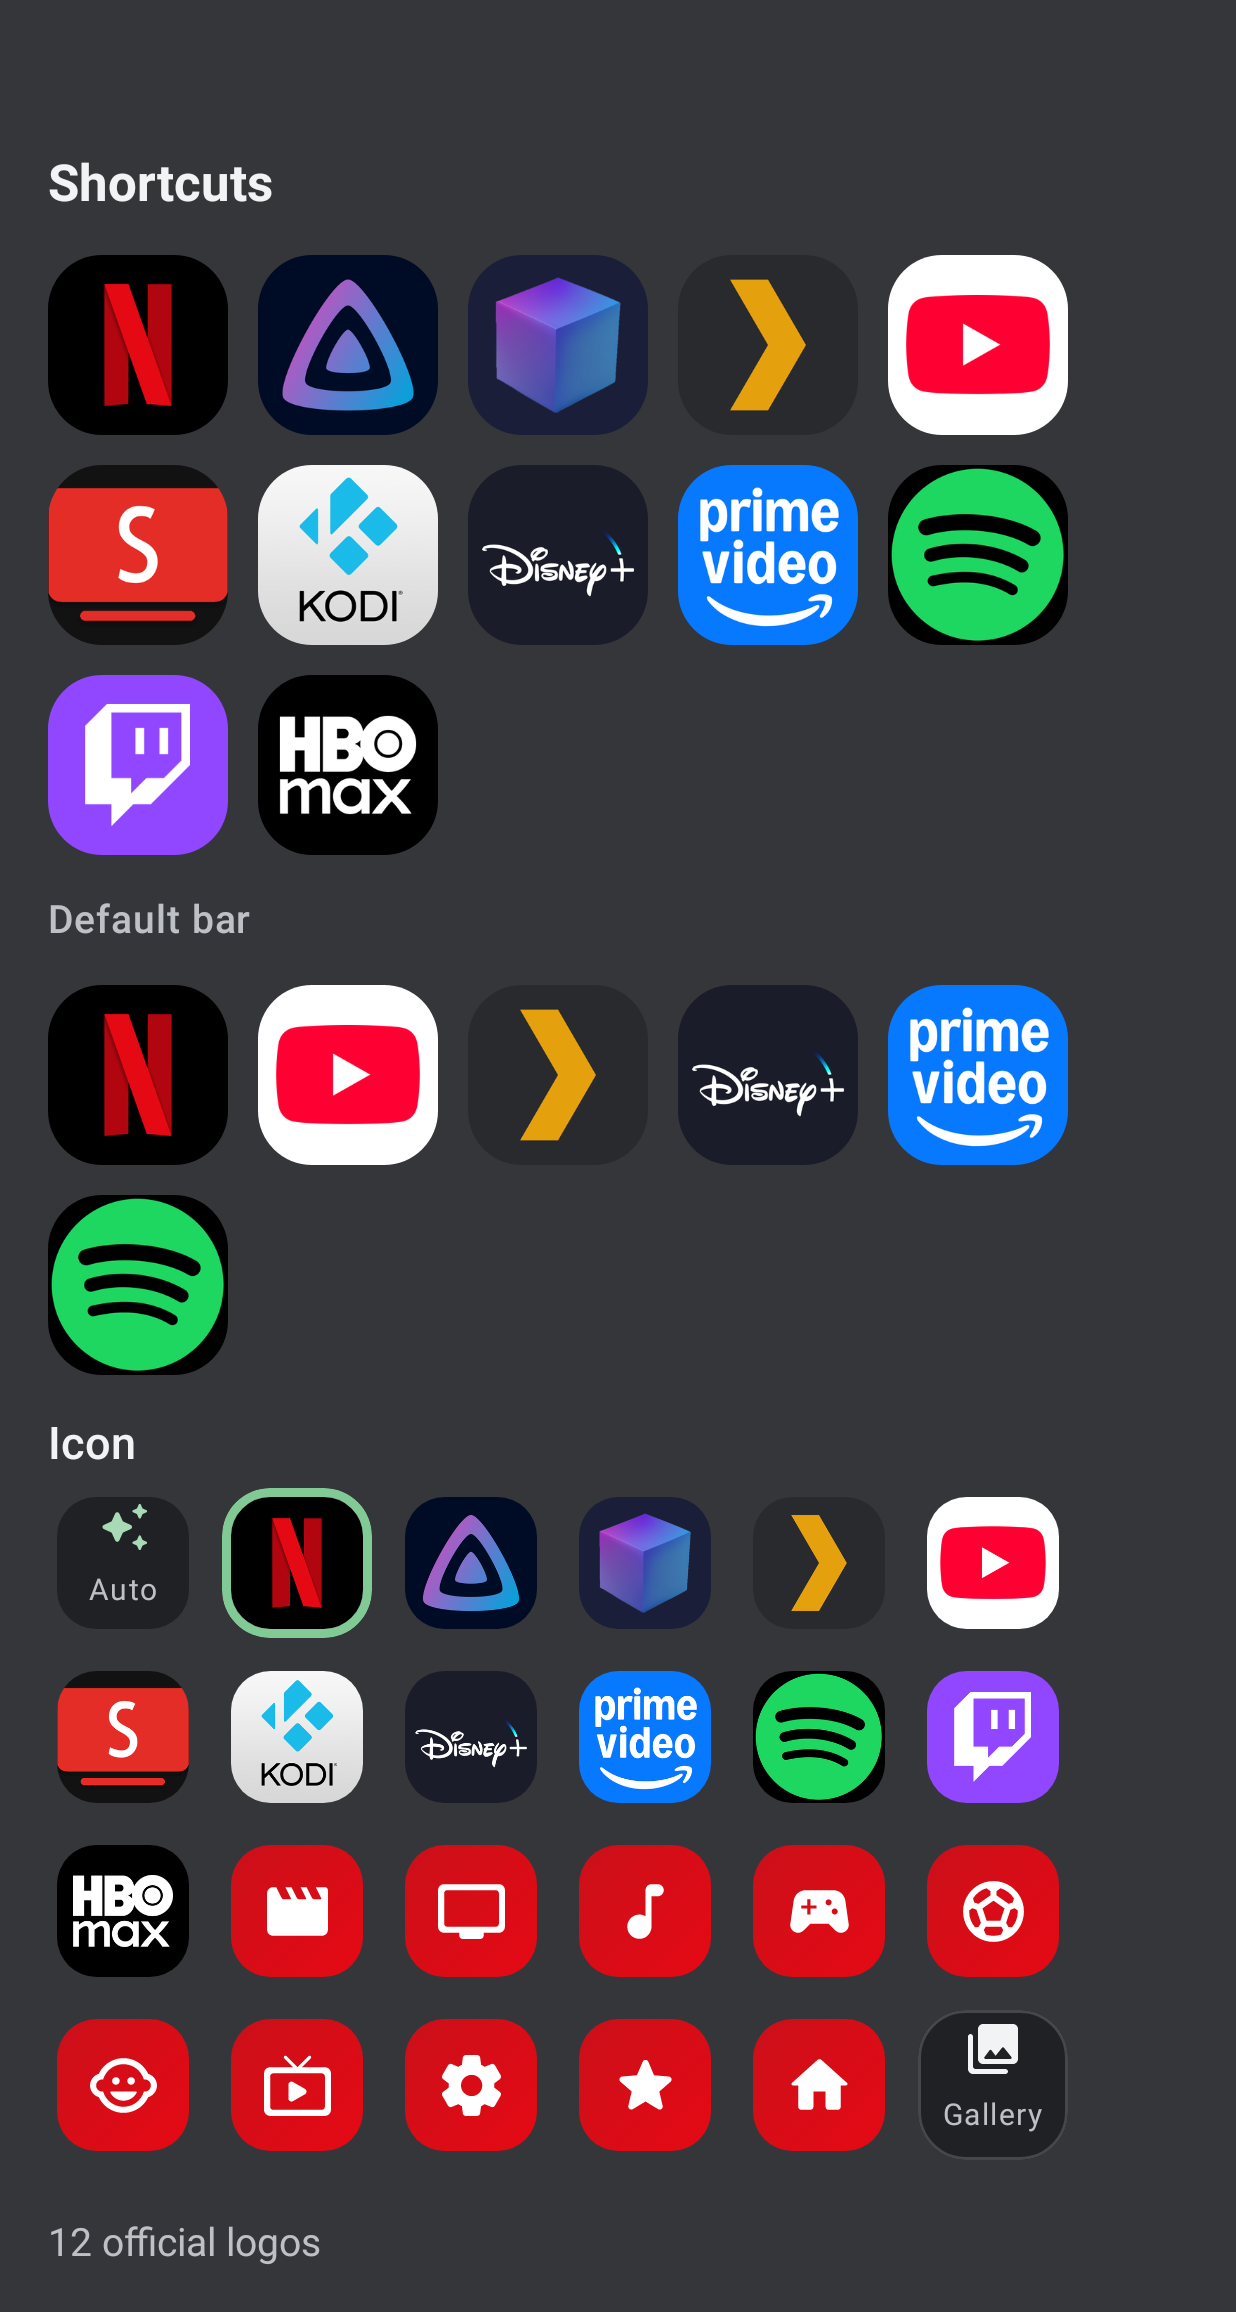 Shortcuts
N
S
KODI
Disney+
prime
video
HBO
max
Default bar
N
Disney+
prime
video
Icon
Auto
N
S
KODI
Disney+
prime
video
HBO
max
Gallery
12 official logos